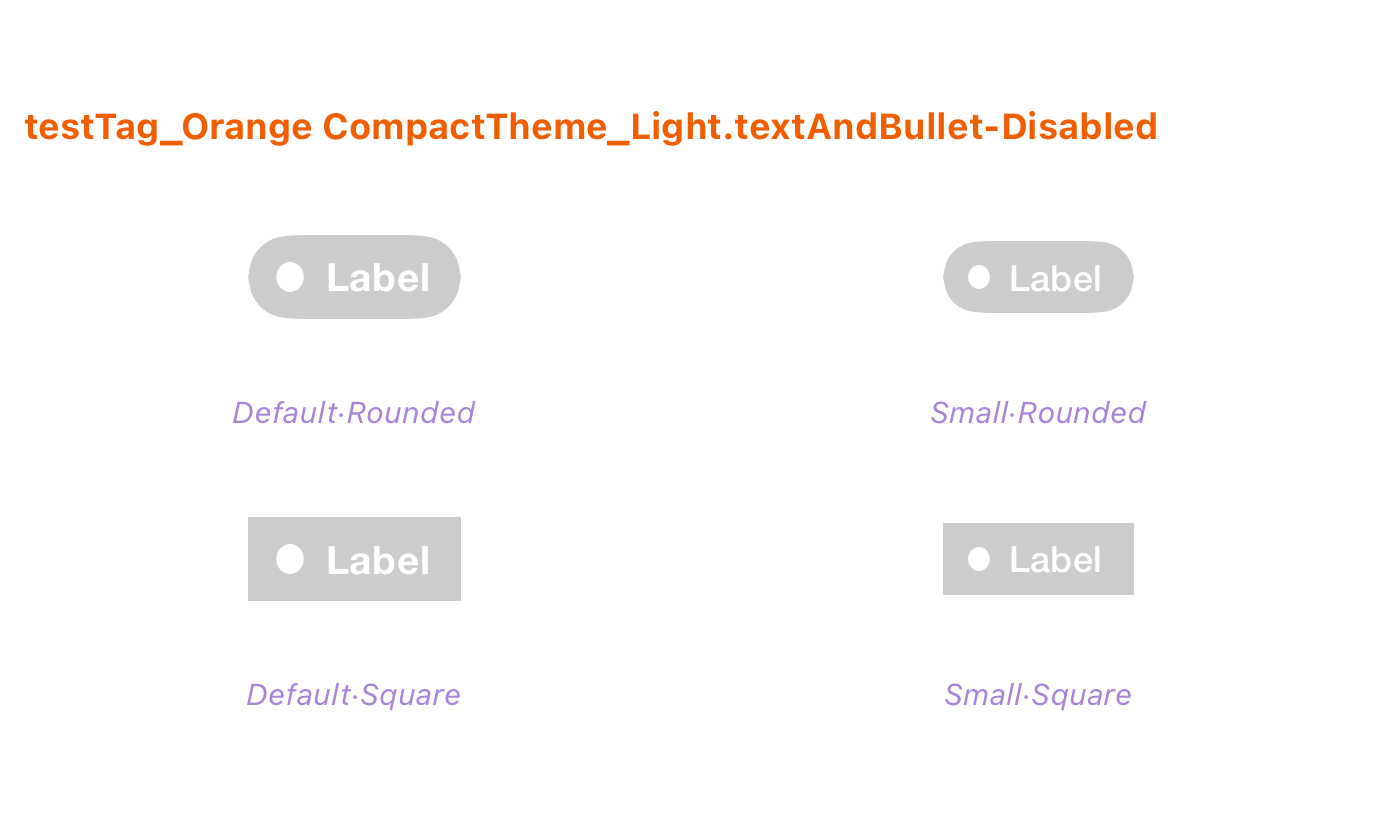 testTag_Orange CompactTheme_Light.textAndBullet-Disabled
Label
Label
Default·Rounded
Small·Rounded
Label
Label
Default·Square
Small·Square